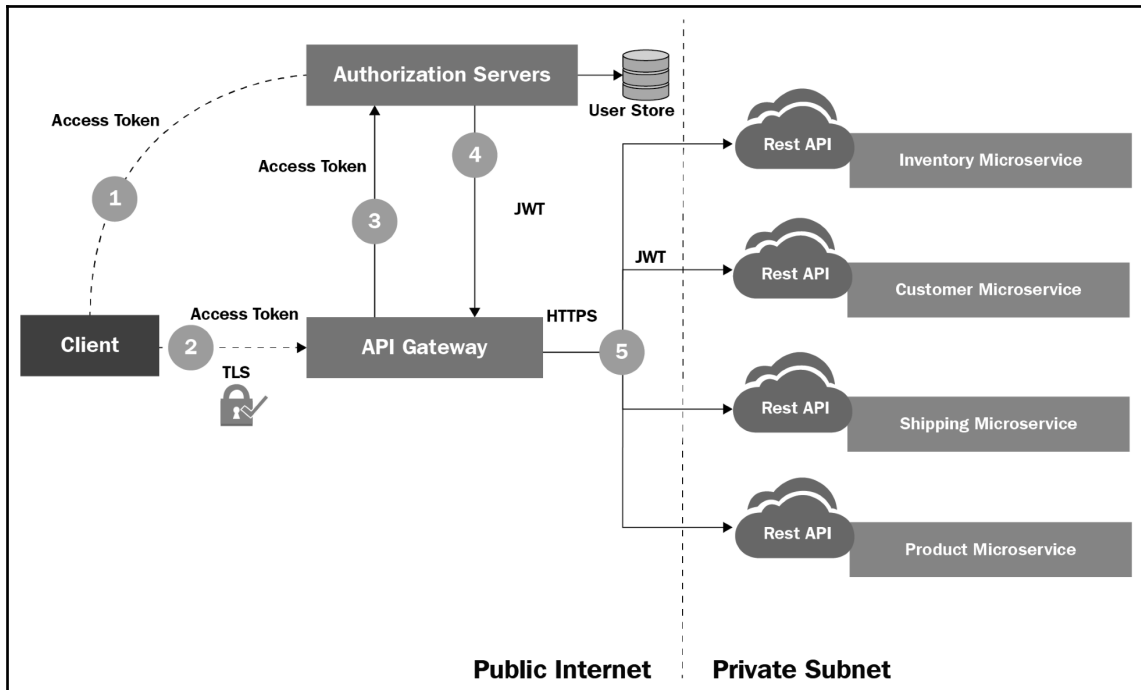 Authorization Servers
User Store
Access Token
1
Access Token
3
4
JWT
Client
2
Access Token
TLS
API Gateway
HTTPS
5
JWT
Rest API
Inventory Microservice
Rest API
Customer Microservice
Rest API
Shipping Microservice
Rest API
Product Microservice
Public Internet
Private Subnet